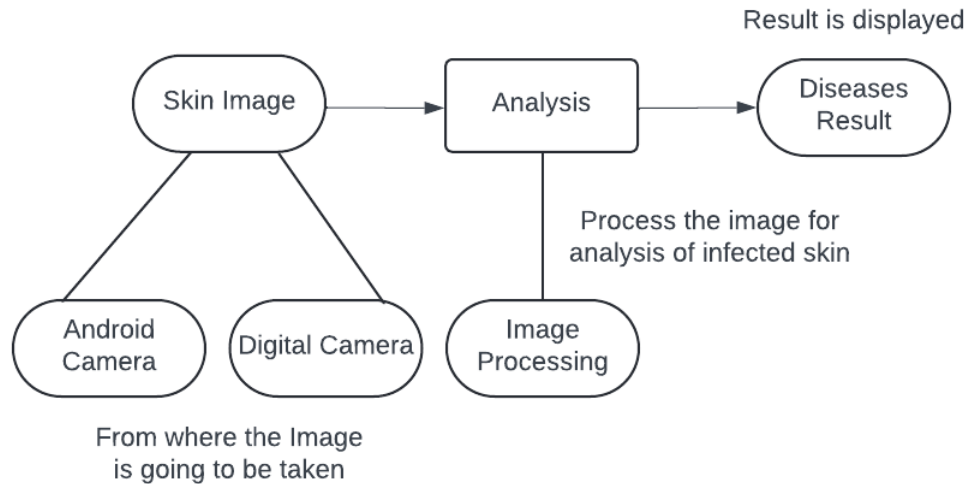 Result is displayed
Skin Image
Analysis
Diseases
Result
Process the image for
analysis of infected skin
Android
Camera
Digital Camera
Image
Processing
From where the Image
is going to be taken